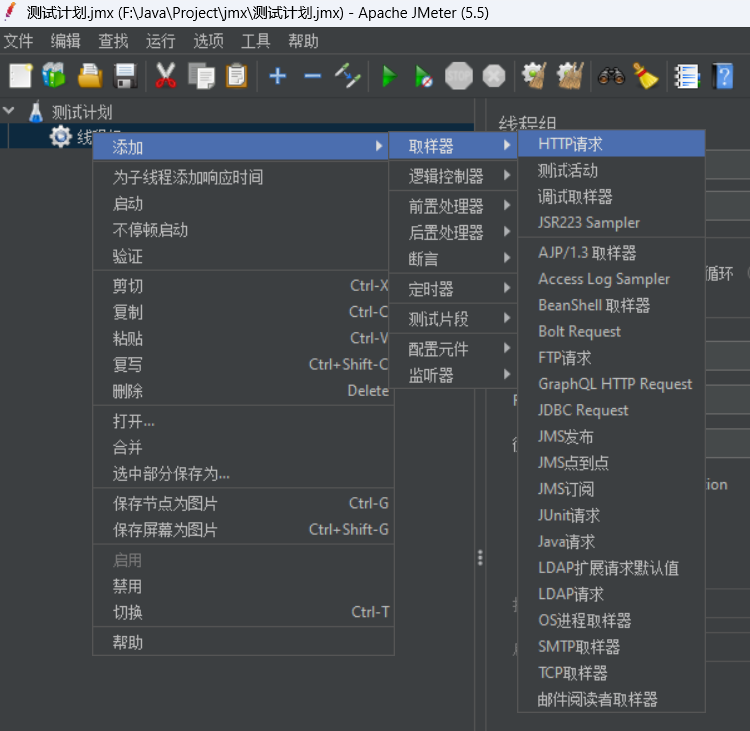 测试计划.jmx (F:\Java\Project\jmx\测试计划.jmx) - Apache JMeter (5.5)
文件 编辑 查找 运行 选项 工具 帮助
STOP
测试计划
线程组
线程组
添加
为子线程添加响应时间
启动
不停顿启动
验证
剪切 Ctrl-X
复制 Ctrl-C
粘贴 Ctrl-V
复写 Ctrl+Shift-C
删除 Delete
打开...
合并
选中部分保存为...
保存节点为图片 Ctrl-G
保存屏幕为图片 Ctrl+Shift-G
启用
禁用
切换 Ctrl-T
帮助
取样器
逻辑控制器
前置处理器
后置处理器
断言
定时器
测试片段
配置元件
监听器
HTTP请求
测试活动
调试取样器
JSR223 Sampler
AJP/1.3 取样器
Access Log Sampler
BeanShell 取样器
Bolt Request
FTP请求
GraphQL HTTP Request
JDBC Request
JMS发布
JMS点到点
JMS订阅
JUnit请求
Java请求
LDAP扩展请求默认值
LDAP请求
OS进程取样器
SMTP取样器
TCP取样器
邮件阅读者取样器
循环
tion